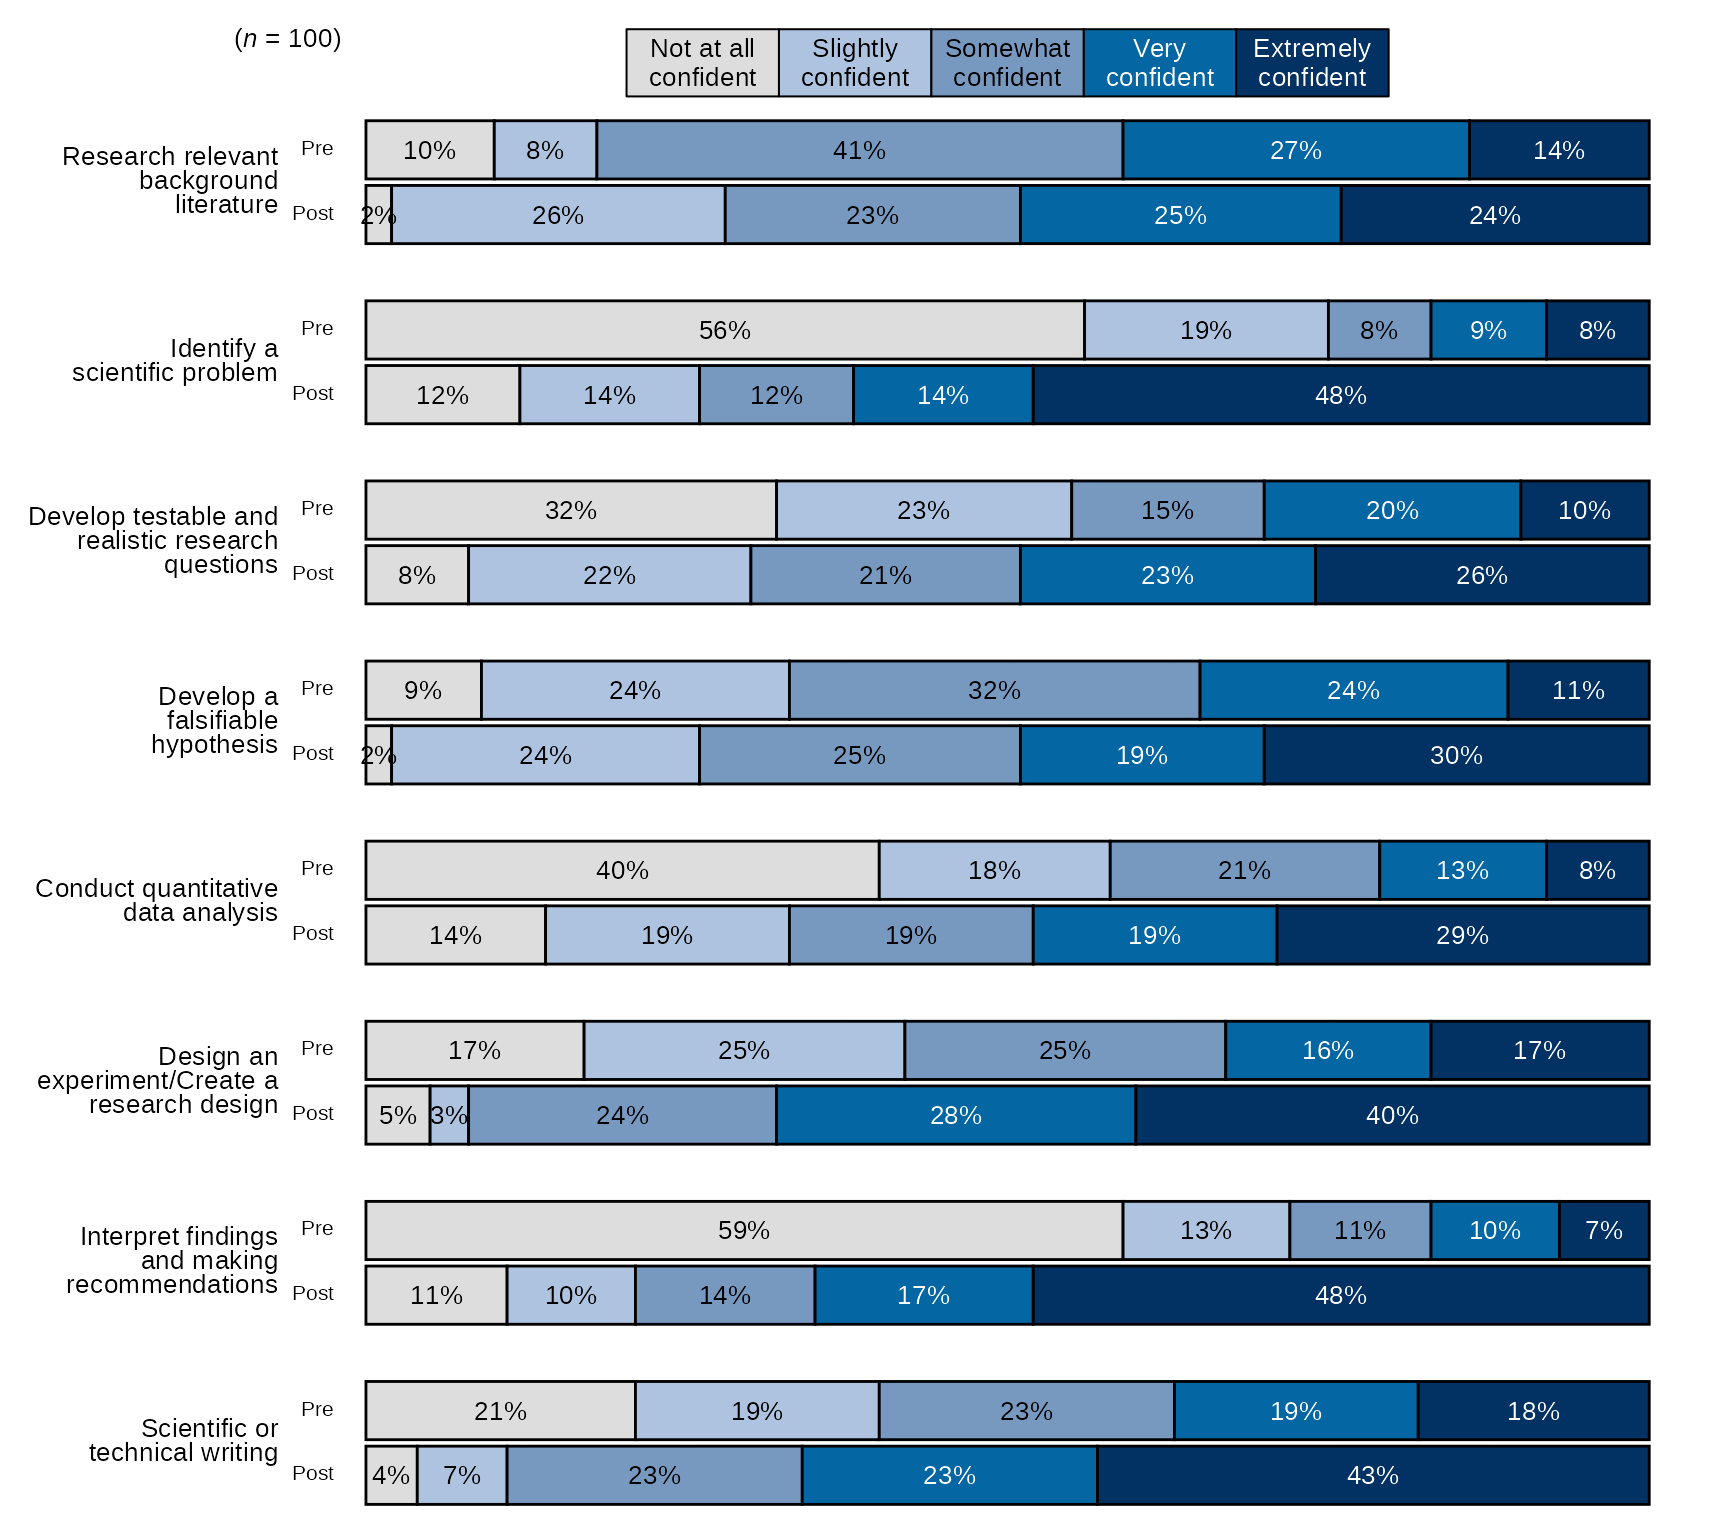 (n = 100)
Not at all
confident
Slightly
confident
Somewhat
confident
Very
confident
Extremely
confident
Research relevant
background
literature
Pre
10% 8% 41% 27% 14%
Post
2% 26% 23% 25% 24%
Identify a
scientific problem
Pre
56% 19% 8% 9% 8%
Post
12% 14% 12% 14% 48%
Develop testable and
realistic research
questions
Pre
32% 23% 15% 20% 10%
Post
8% 22% 21% 23% 26%
Develop a
falsifiable
hypothesis
Pre
9% 24% 32% 24% 11%
Post
2% 24% 25% 19% 30%
Conduct quantitative
data analysis
Pre
40% 18% 21% 13% 8%
Post
14% 19% 19% 19% 29%
Design an
experiment/Create a
research design
Pre
17% 25% 25% 16% 17%
Post
5% 3% 24% 28% 40%
Interpret findings
and making
recommendations
Pre
59% 13% 11% 10% 7%
Post
11% 10% 14% 17% 48%
Scientific or
technical writing
Pre
21% 19% 23% 19% 18%
Post
4% 7% 23% 23% 43%